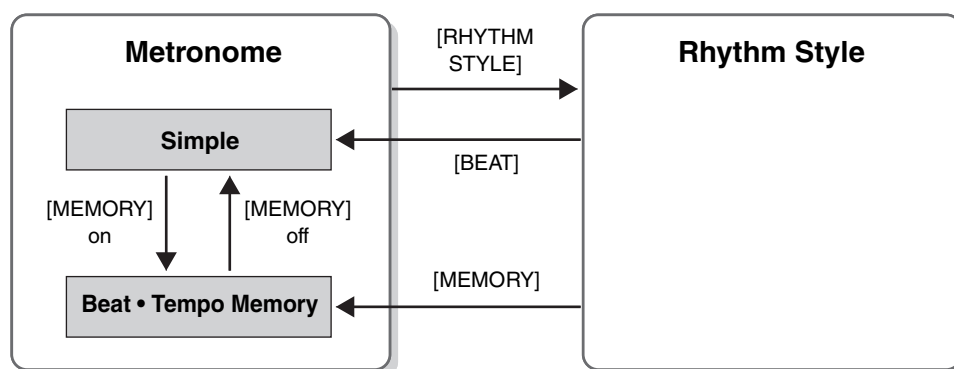 Metronome
[RHYTHM
STYLE]
Rhythm Style
Simple
[BEAT]
[MEMORY]
on
[MEMORY]
off
[MEMORY]
Beat • Tempo Memory